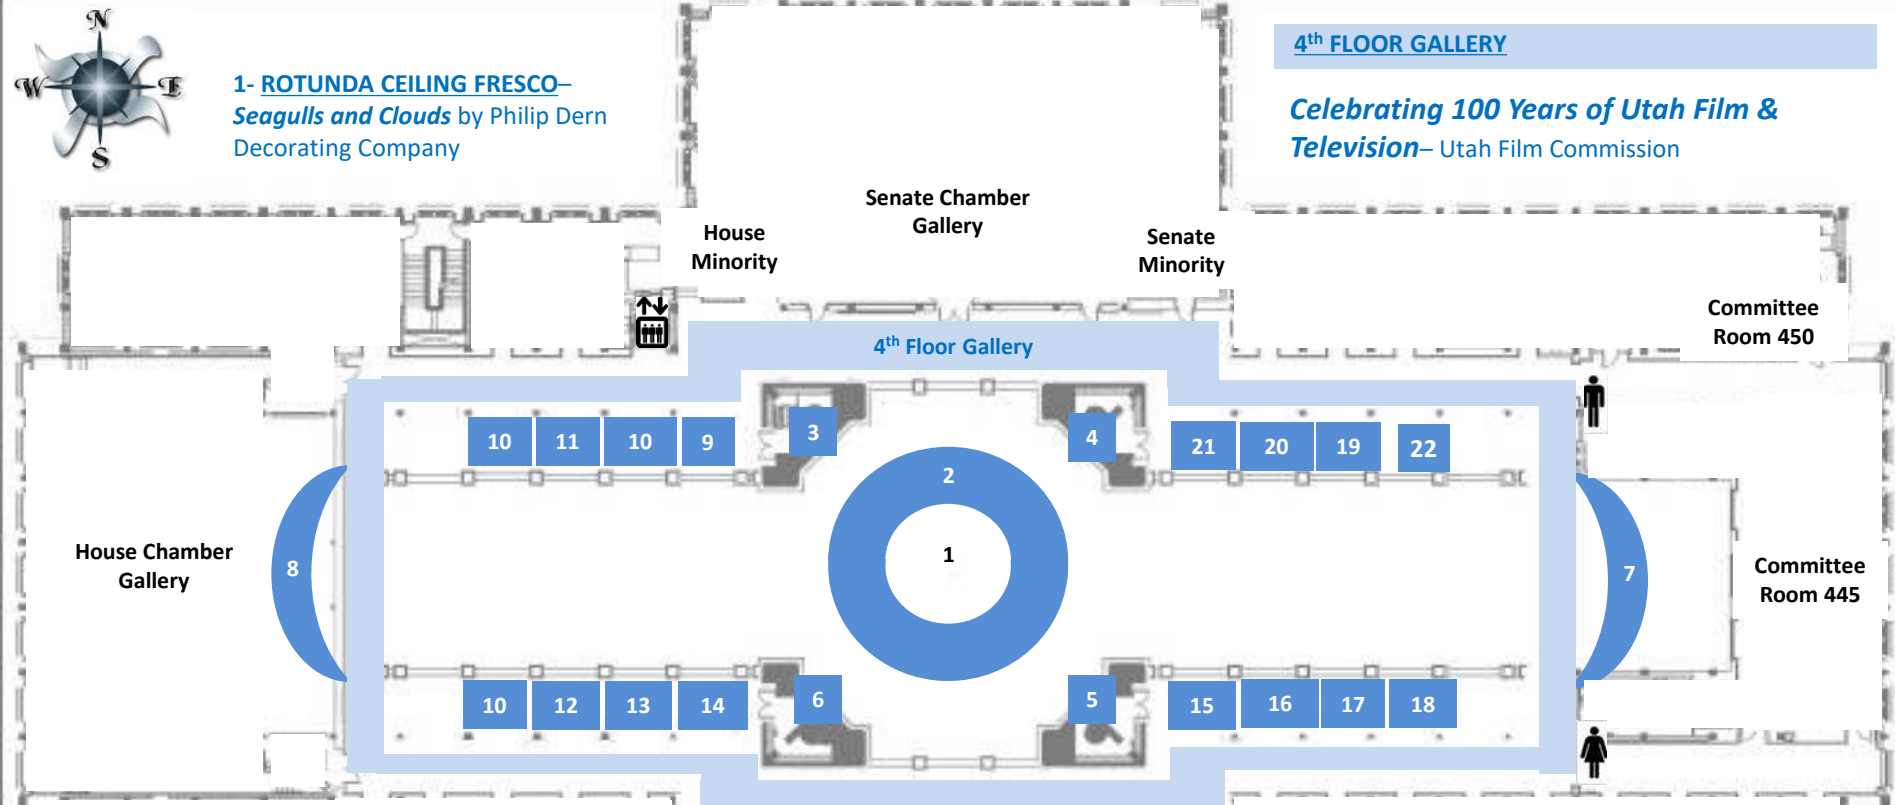 N
W
E
S
1- ROTUNDA CEILING FRESCO–
Seagulls and Clouds by Philip Dern
Decorating Company
4th FLOOR GALLERY
Celebrating 100 Years of Utah Film &
Television– Utah Film Commission
Senate Chamber
Gallery
House
Minority
Senate
Minority
Committee
Room 450
4th Floor Gallery
10
11
10
9
3
4
21
20
19
22
2
1
House Chamber
Gallery
8
7
Committee
Room 445
10
12
13
14
6
5
15
16
17
18